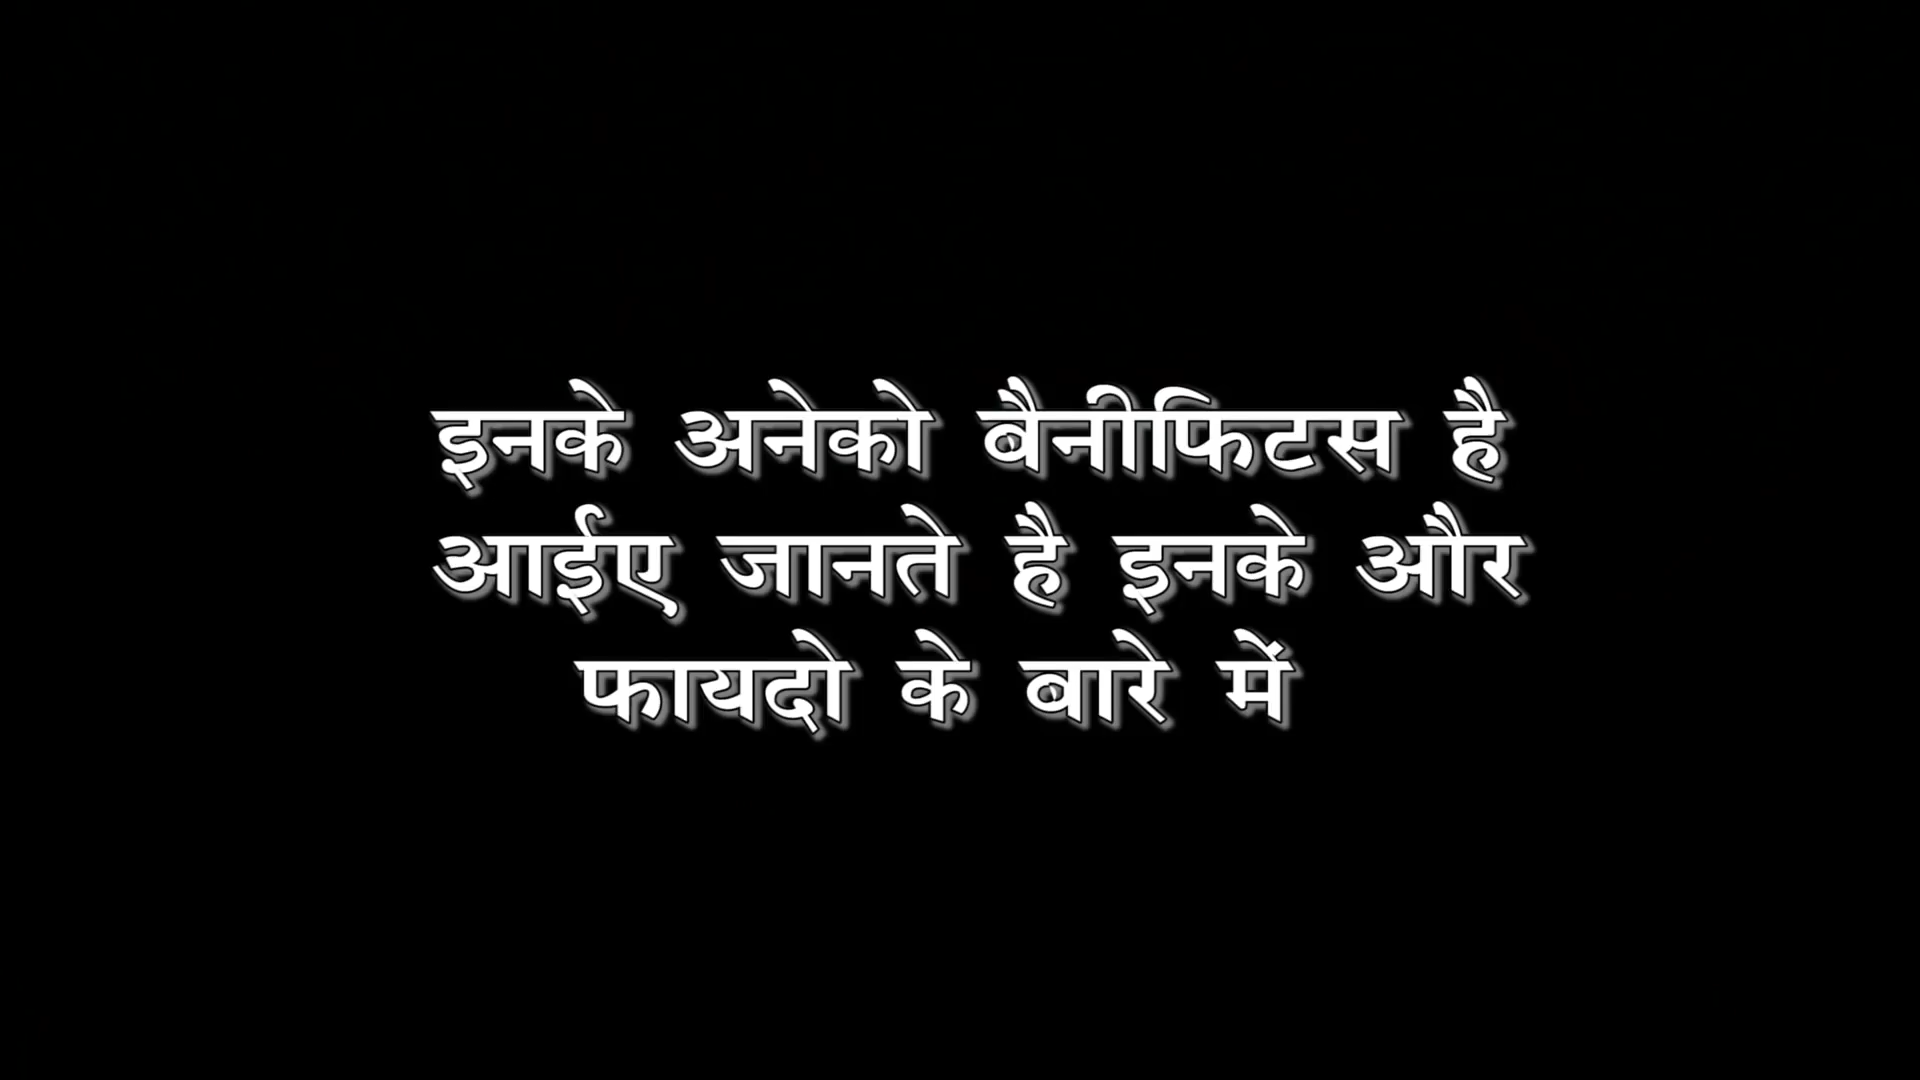 इनके अनेको बैनीफिटस है
आईए जानते है इनके और
फायदो के बारे में